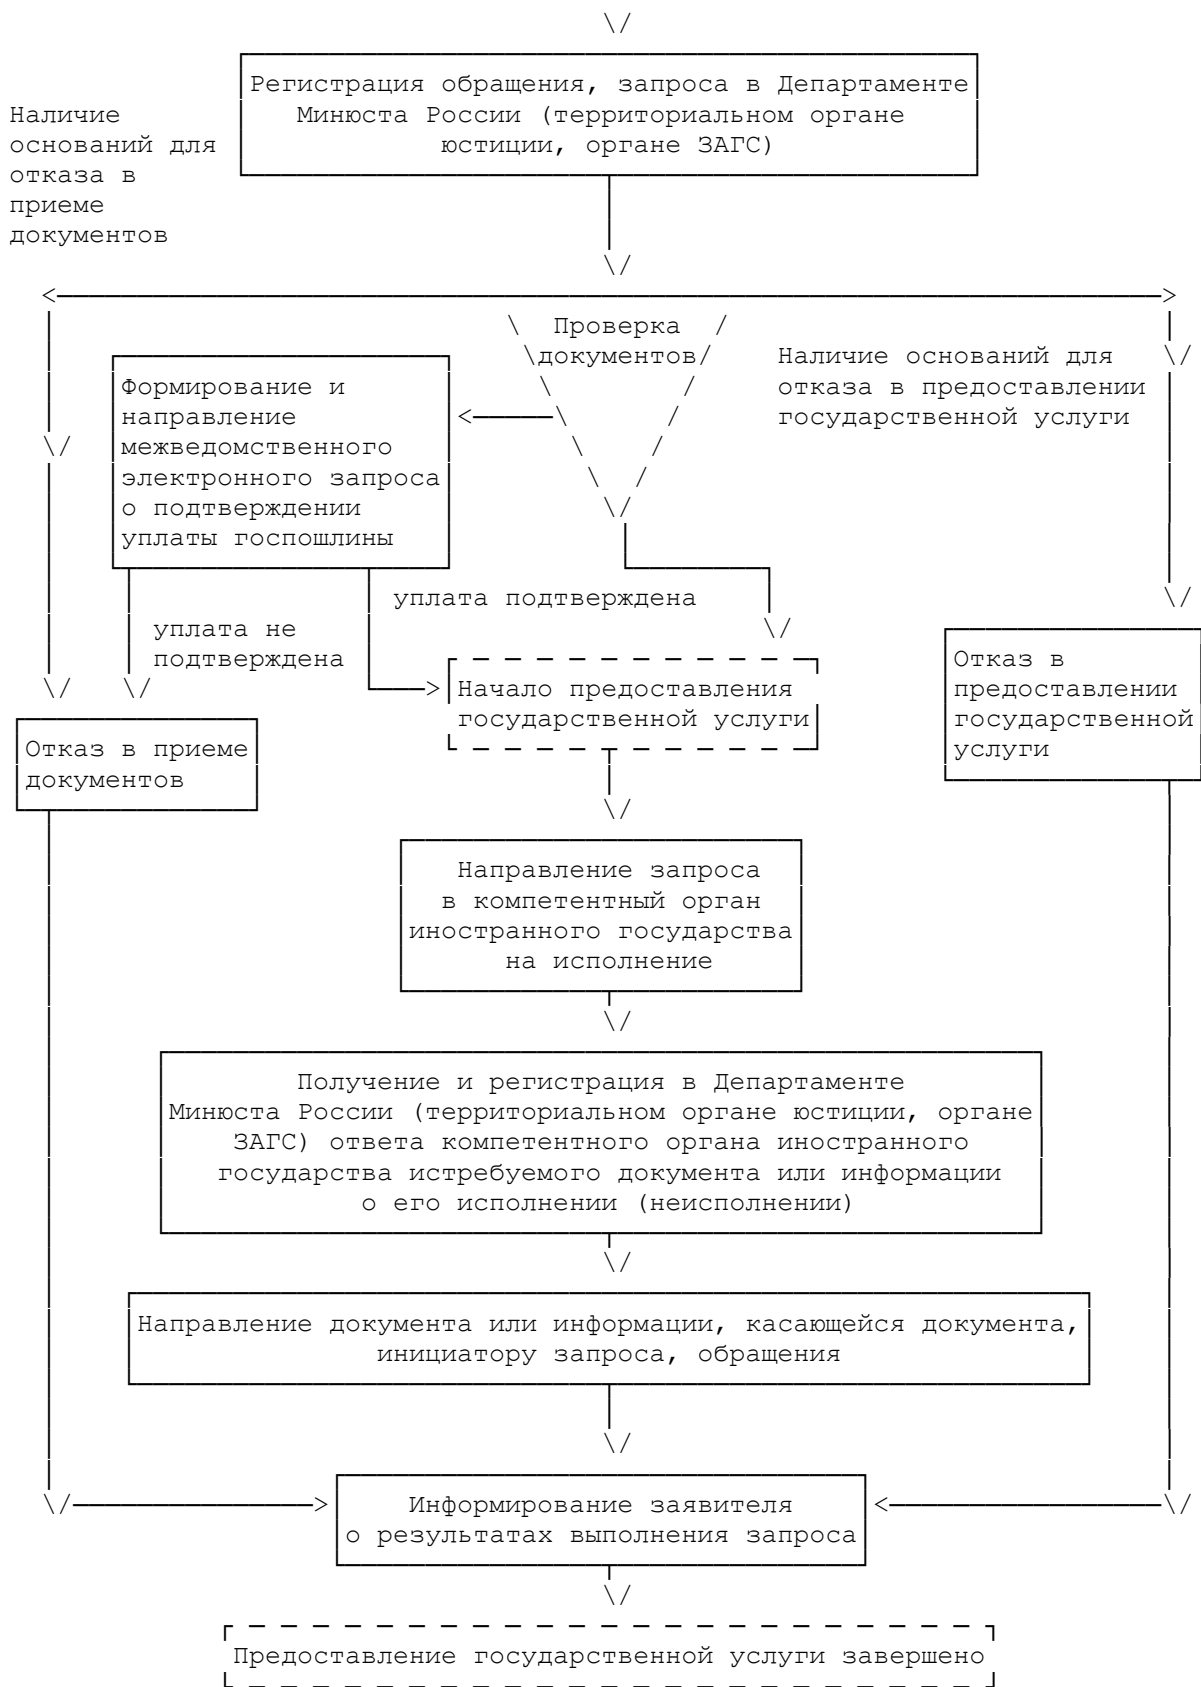 Регистрация обращения, запроса в Департаменте
Минюста России (территориальном органе
юстиции, органе ЗАГС)
Наличие
оснований для
отказа в
приеме
документов
Проверка
документов
Формирование и
направление
межведомственного
электронного запроса
о подтверждении
уплаты госпошлины
Наличие оснований для
отказа в предоставлении
государственной услуги
уплата подтверждена
уплата не
подтверждена
Начало предоставления
государственной услуги
Отказ в
предоставлении
государственной
услуги
Отказ в приеме
документов
Направление запроса
в компетентный орган
иностранного государства
на исполнение
Получение и регистрация в Департаменте
Минюста России (территориальном органе юстиции, органе
ЗАГС) ответа компетентного органа иностранного
государства истребуемого документа или информации
о его исполнении (неисполнении)
Направление документа или информации, касающейся документа,
инициатору запроса, обращения
Информирование заявителя
о результатах выполнения запроса
Предоставление государственной услуги завершено